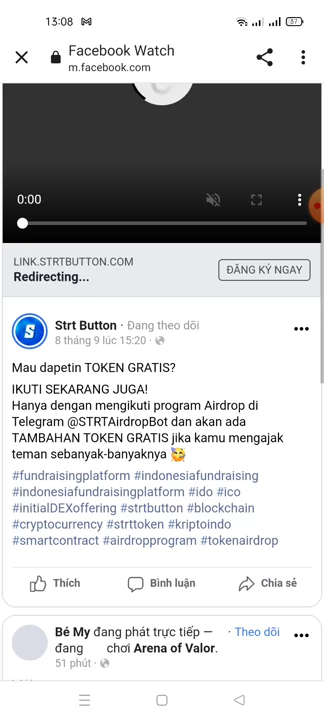 13:08
57
Facebook Watch
m.facebook.com
0:00
LINK.STRTBUTTON.COM
Redirecting...
ĐĂNG KÝ NGAY
Strt Button · Đang theo dõi
8 tháng 9 lúc 15:20 ·
Mau dapetin TOKEN GRATIS?
IKUTI SEKARANG JUGA!
Hanya dengan mengikuti program Airdrop di
Telegram @STRTAirdropBot dan akan ada
TAMBAHAN TOKEN GRATIS jika kamu mengajak
teman sebanyak-banyaknya 🥳
#fundraisingplatform #indonesiafundraising
#indonesiafundraisingplatform #ido #ico
#initialDEXoffering #strtbutton #blockchain
#cryptocurrency #strttoken #kriptoindo
#smartcontract #airdropprogram #tokenairdrop
Thích
Bình luận
Chia sẻ
Bé My đang phát trực tiếp — · Theo dõi
đang chơi Arena of Valor.
51 phút ·